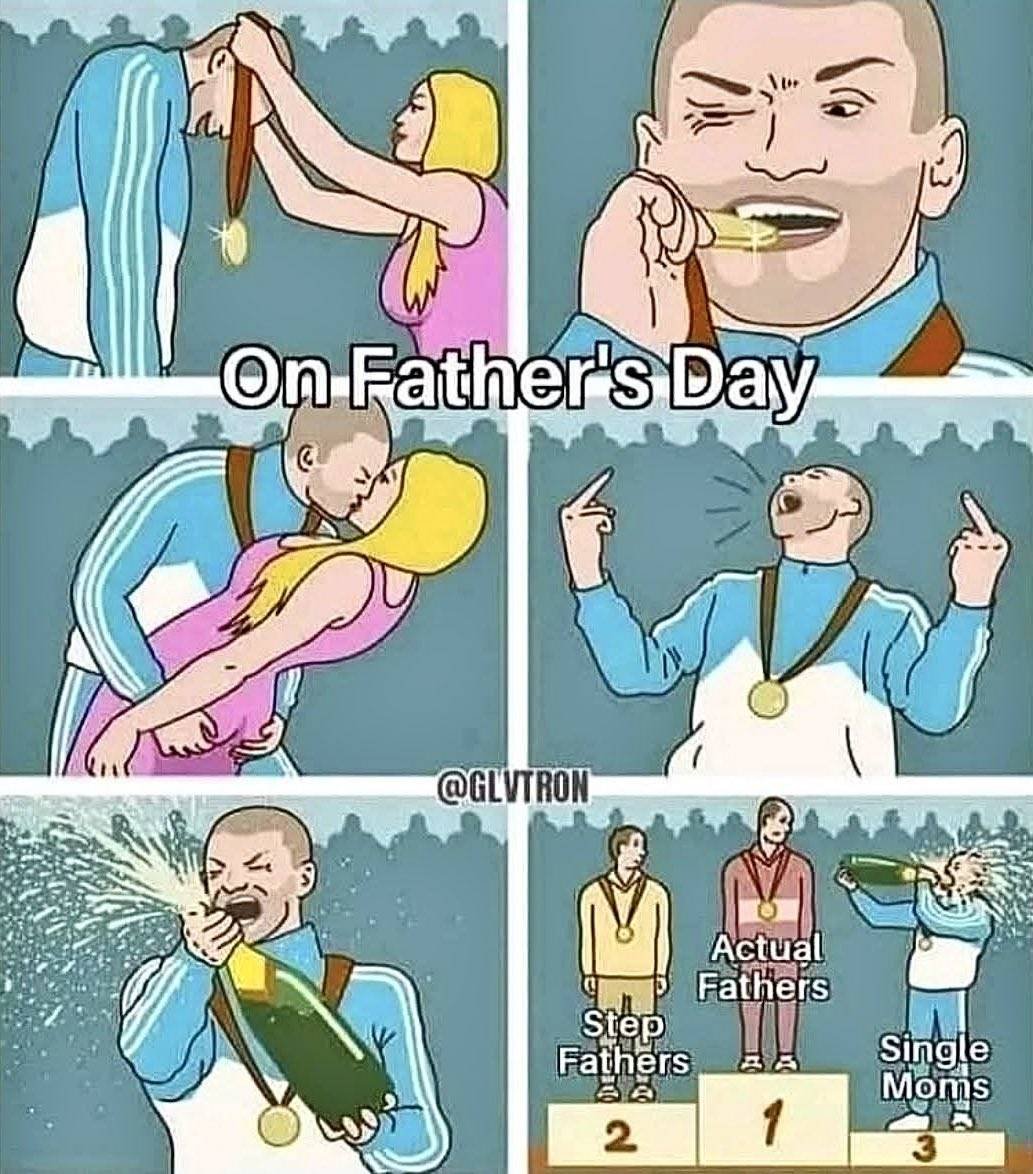 On Father's Day
@GLVTRON
Actual
Fathers
Step
Fathers
Single
Moms
2
1
3